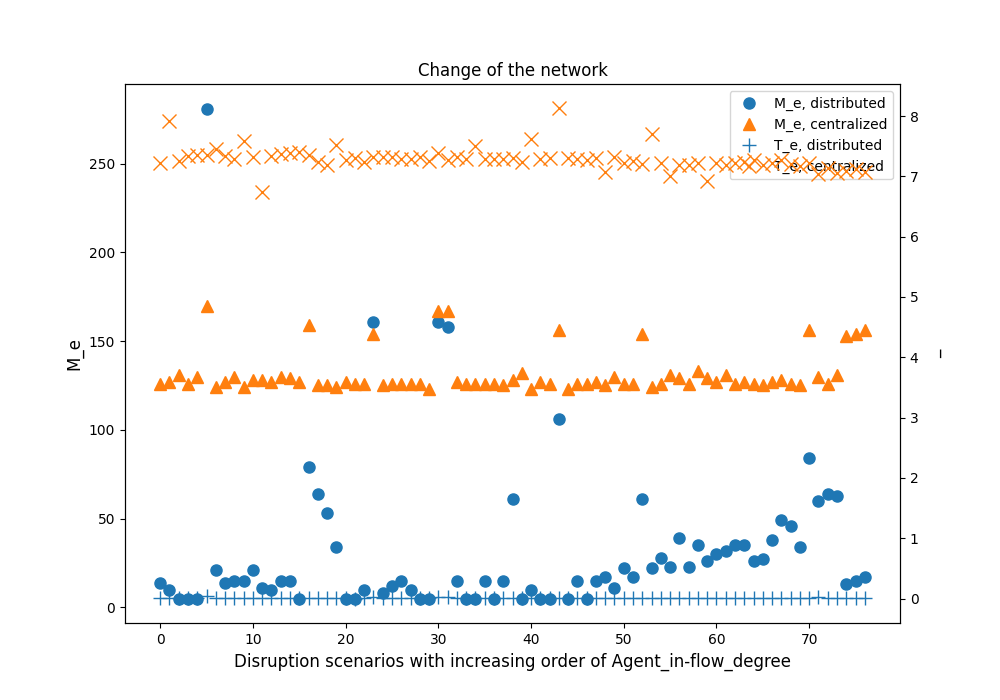 Change of the network
M_e, distributed
M_e, centralized
T_e, distributed
T_e, centralized
250
200
150
100
50
0
8
7
6
5
4
3
2
1
0
M_e
_
0 10 20 30 40 50 60 70
Disruption scenarios with increasing order of Agent_in-flow_degree